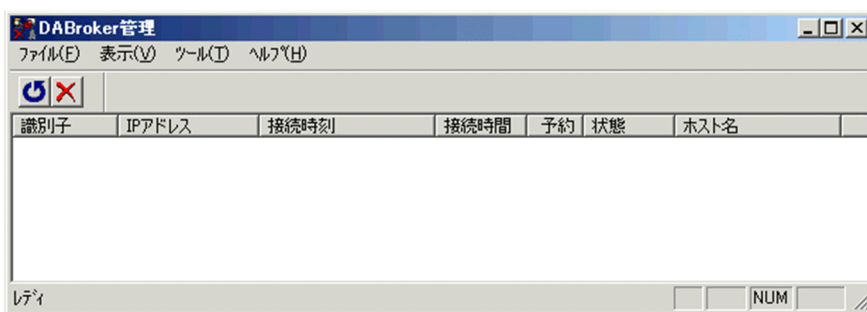 DABroker管理
ﾌｧｲﾙ(F) 表示(V) ﾂｰﾙ(T) ﾍﾙﾌﾟ(H)
識別子 IPアドレス 接続時刻 接続時間 予約 状態 ホスト名
ﾚﾃﾞｨ NUM